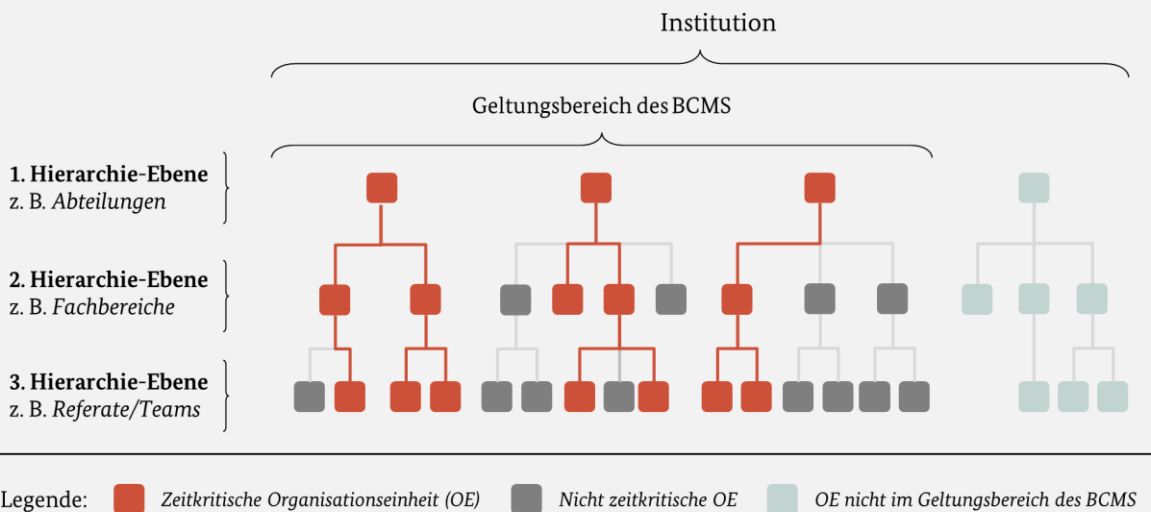 Institution
Geltungsbereich des BCMS
1. Hierarchie-Ebene
z. B. Abteilungen
2. Hierarchie-Ebene
z. B. Fachbereiche
3. Hierarchie-Ebene
z. B. Referate/Teams
Legende: Zeitkritische Organisationseinheit (OE) Nicht zeitkritische OE OE nicht im Geltungsbereich des BCMS